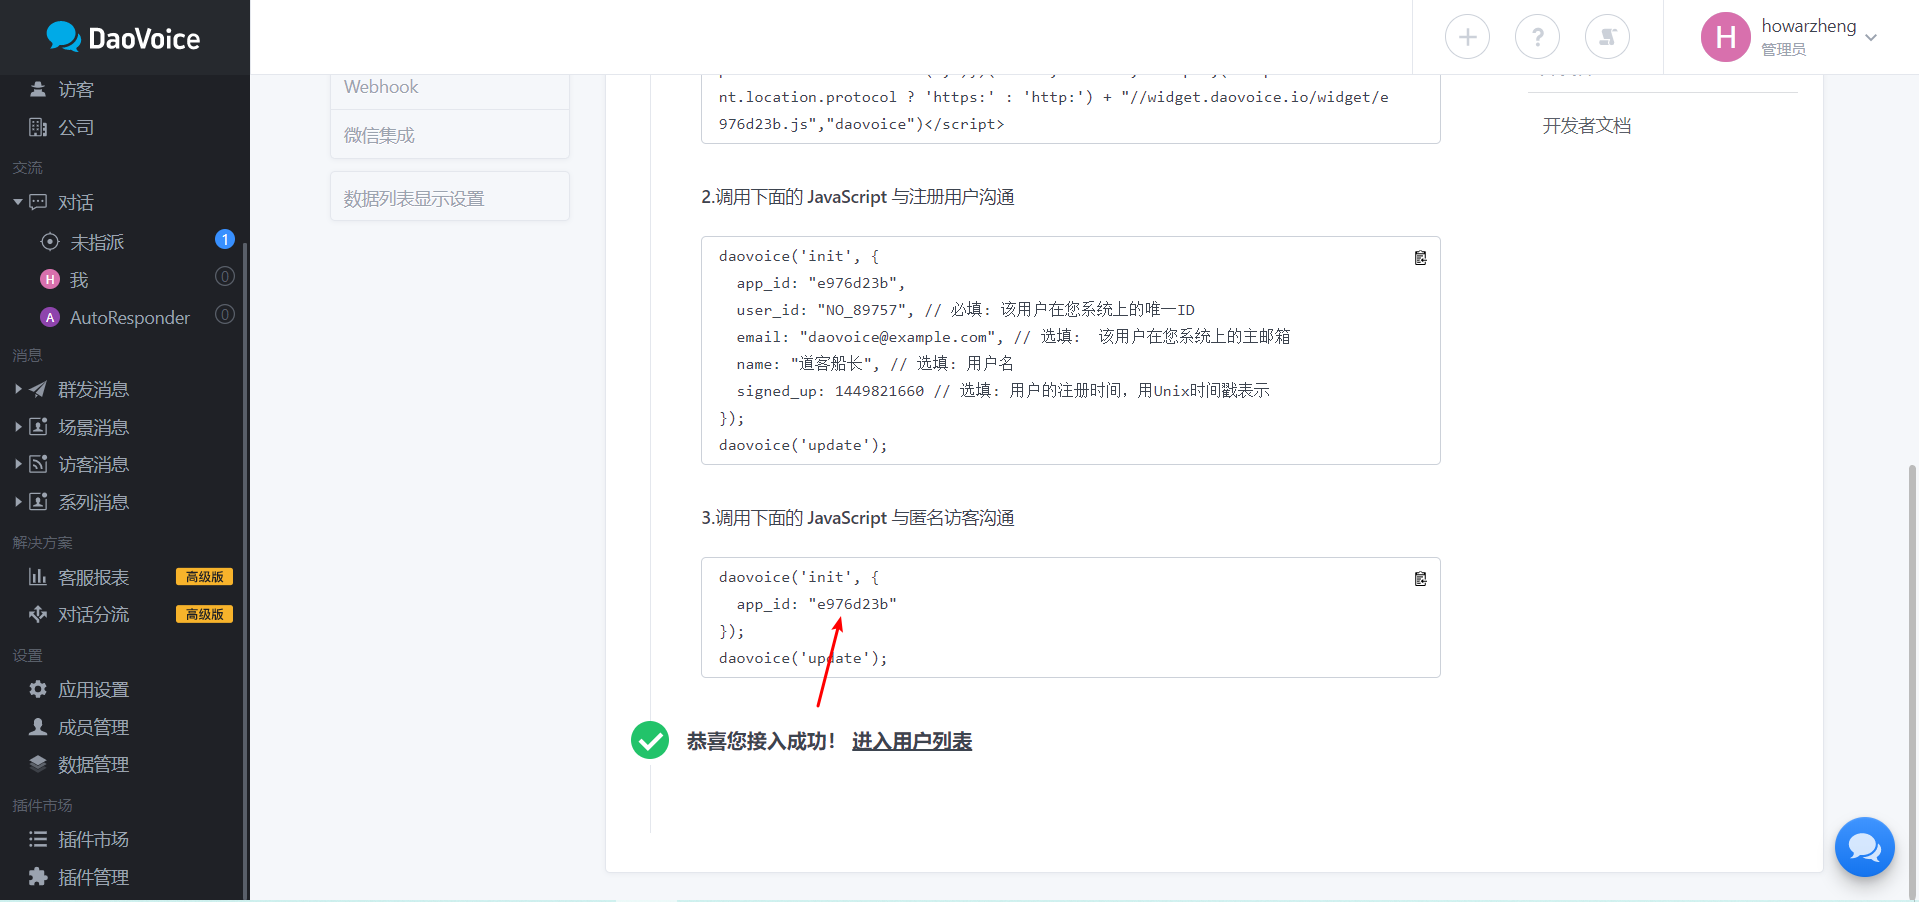 DaoVoice
howarzheng
管理员
访客
公司
交流
对话
未指派
1
H
我
0
A
AutoResponder
0
消息
群发消息
场景消息
访客消息
系列消息
解决方案
客服报表
高级版
对话分流
高级版
设置
应用设置
成员管理
数据管理
插件市场
插件市场
插件管理
Webhook
微信集成
数据列表显示设置
nt.location.protocol ? 'https:' : 'http:') + "//widget.daovoice.io/widget/e
976d23b.js","daovoice")</script>
2.调用下面的 JavaScript 与注册用户沟通
daovoice('init', {
app_id: "e976d23b",
user_id: "NO_89757", // 必填: 该用户在您系统上的唯一ID
email: "daovoice@example.com", // 选填:  该用户在您系统上的主邮箱
name: "道客船长", // 选填: 用户名
signed_up: 1449821660 // 选填: 用户的注册时间，用Unix时间戳表示
});
daovoice('update');
3.调用下面的 JavaScript 与匿名访客沟通
daovoice('init', {
app_id: "e976d23b"
});
daovoice('update');
恭喜您接入成功！ 进入用户列表
开发者文档
H
?